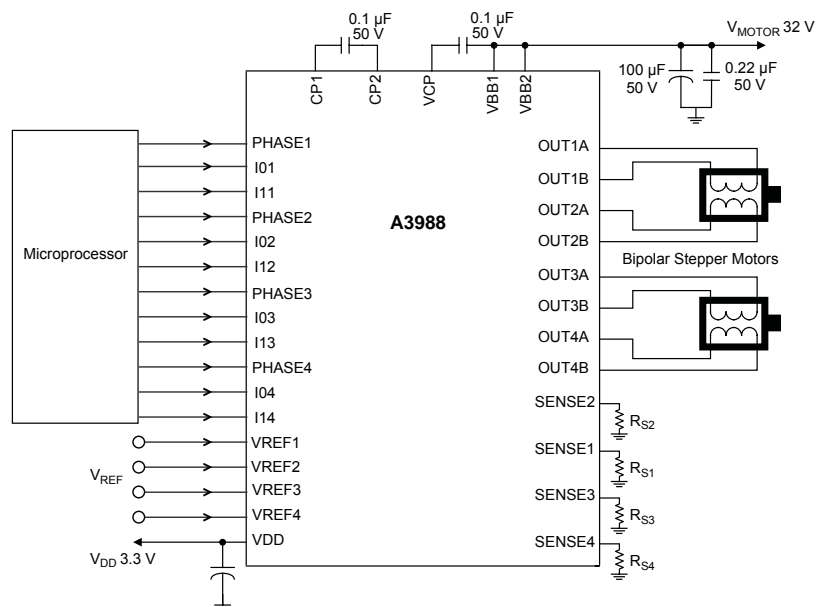 0.1 µF
50 V
0.1 µF
50 V
VMOTOR 32 V
100 µF
50 V
0.22 µF
50 V
CP1
CP2
VCP
VBB1
VBB2
Microprocessor
PHASE1
I01
I11
PHASE2
I02
I12
PHASE3
I03
I13
PHASE4
I04
I14
VREF1
VREF2
VREF3
VREF4
VDD
VREF
VDD 3.3 V
A3988
OUT1A
OUT1B
OUT2A
OUT2B
Bipolar Stepper Motors
OUT3A
OUT3B
OUT4A
OUT4B
SENSE2
RS2
SENSE1
RS1
SENSE3
RS3
SENSE4
RS4